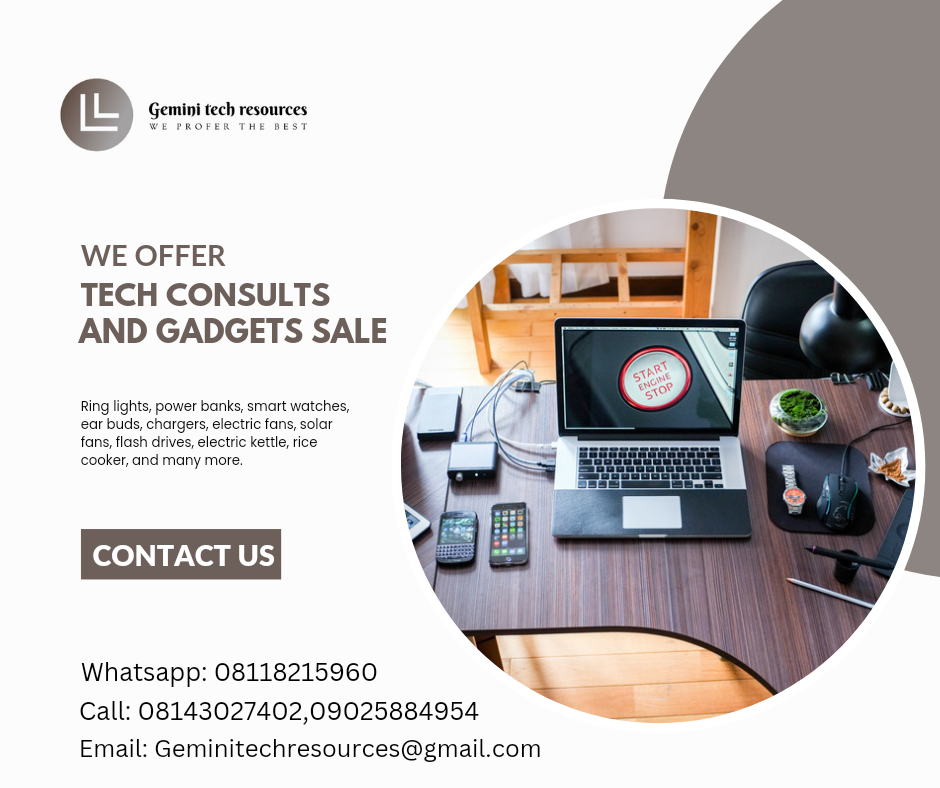 Gemini tech resources
WE PROFER THE BEST
WE OFFER
TECH CONSULTS
AND GADGETS SALE
Ring lights, power banks, smart watches,
ear buds, chargers, electric fans, solar
fans, flash drives, electric kettle, rice
cooker, and many more.
START
ENGINE
STOP
CONTACT US
Whatsapp: 08118215960
Call: 08143027402,09025884954
Email: Geminitechresources@gmail.com